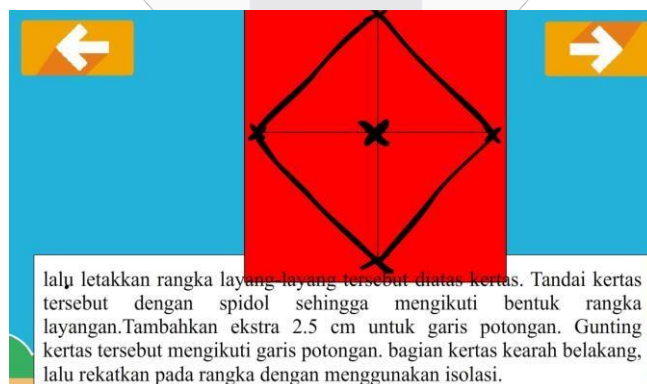 lalu letakkan rangka layang-layang tersebut diatas kertas. Tandai kertas
tersebut dengan spidol sehingga mengikuti bentuk rangka
layangan.Tambahkan ekstra 2.5 cm untuk garis potongan. Gunting
kertas tersebut mengikuti garis potongan. bagian kertas kearah belakang,
lalu rekatkan pada rangka dengan menggunakan isolasi.